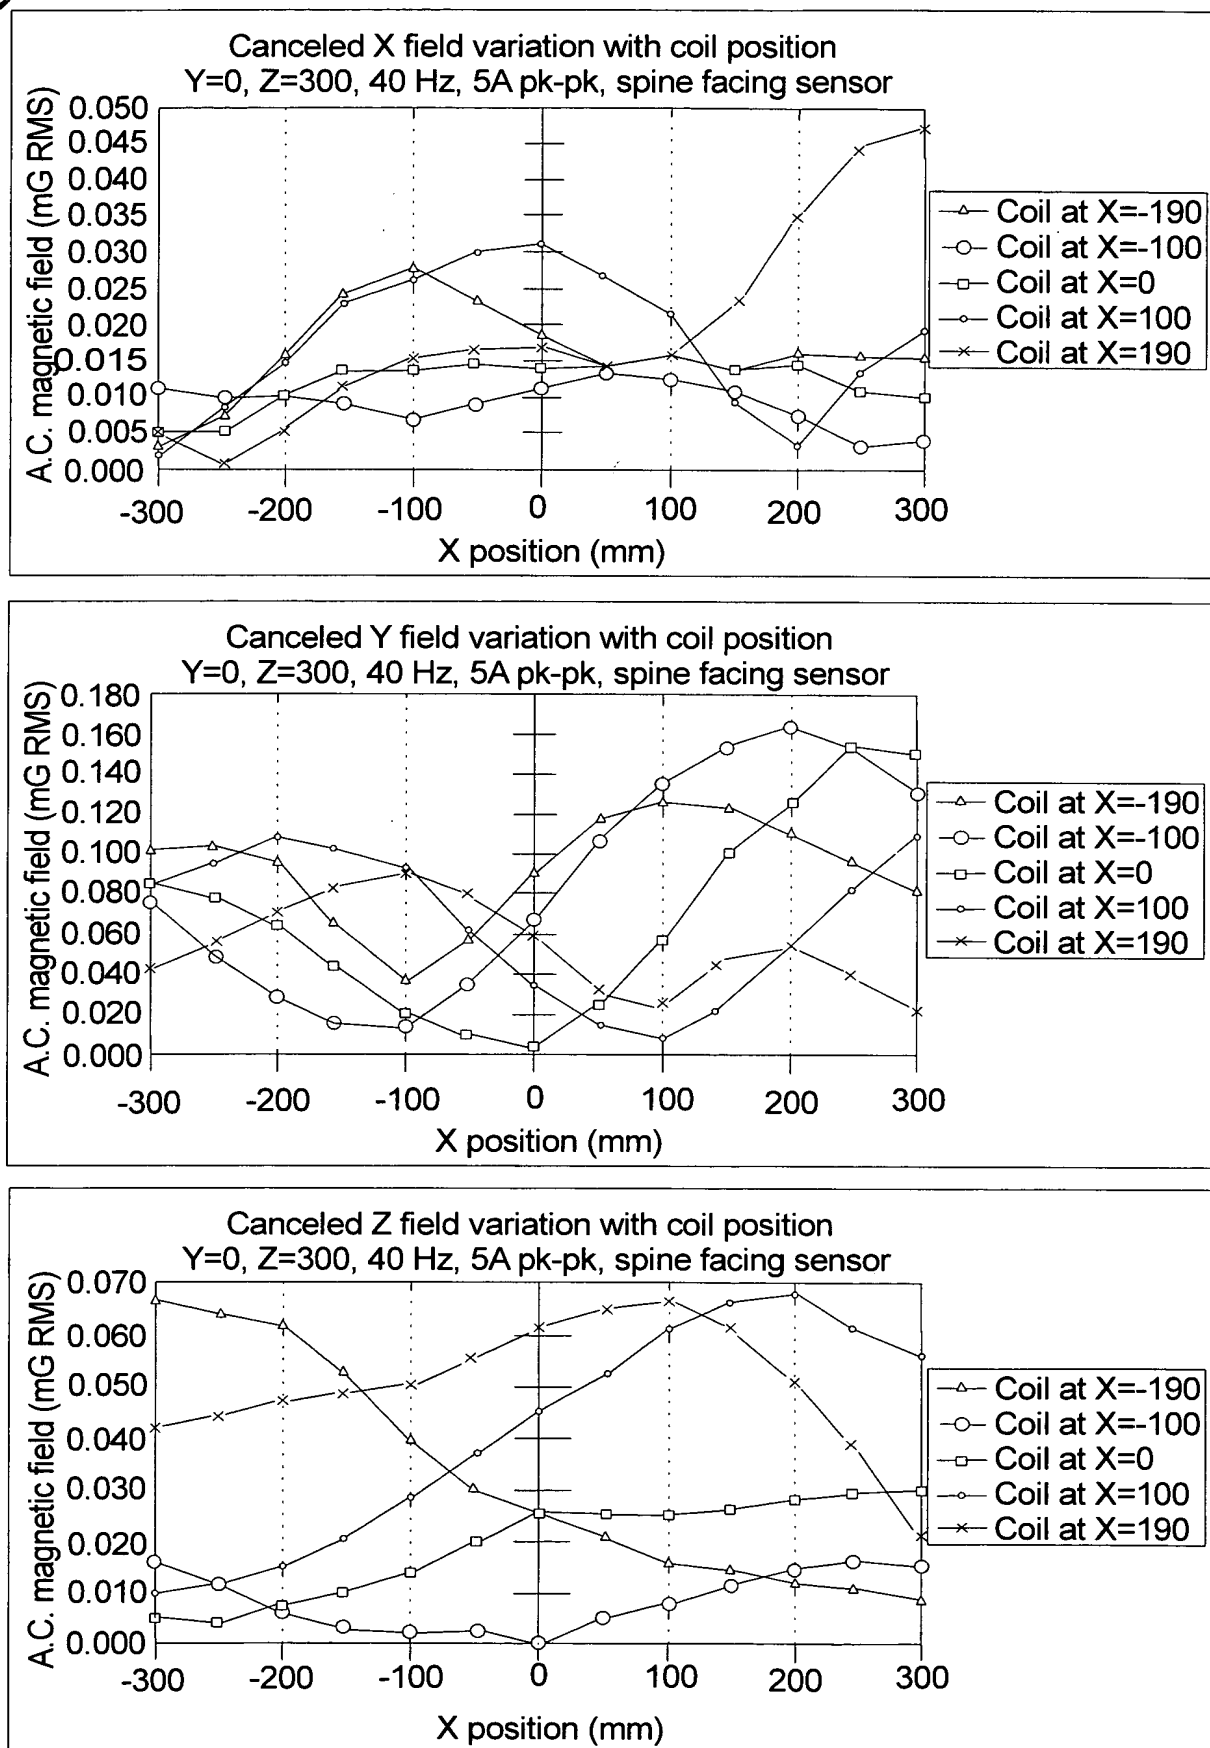 Canceled X field variation with coil position
Y=0, Z=300, 40 Hz, 5A pk-pk, spine facing sensor
A.C. magnetic field (mG RMS)
0.050
0.045
0.040
0.035
0.030
0.025
0.020
0.015
0.010
0.005
0.000
-300 -200 -100 0 100 200 300
X position (mm)
Coil at X=-190
Coil at X=-100
Coil at X=0
Coil at X=100
Coil at X=190
Canceled Y field variation with coil position
Y=0, Z=300, 40 Hz, 5A pk-pk, spine facing sensor
A.C. magnetic field (mG RMS)
0.180
0.160
0.140
0.120
0.100
0.080
0.060
0.040
0.020
0.000
-300 -200 -100 0 100 200 300
X position (mm)
Coil at X=-190
Coil at X=-100
Coil at X=0
Coil at X=100
Coil at X=190
Canceled Z field variation with coil position
Y=0, Z=300, 40 Hz, 5A pk-pk, spine facing sensor
A.C. magnetic field (mG RMS)
0.070
0.060
0.050
0.040
0.030
0.020
0.010
0.000
-300 -200 -100 0 100 200 300
X position (mm)
Coil at X=-190
Coil at X=-100
Coil at X=0
Coil at X=100
Coil at X=190